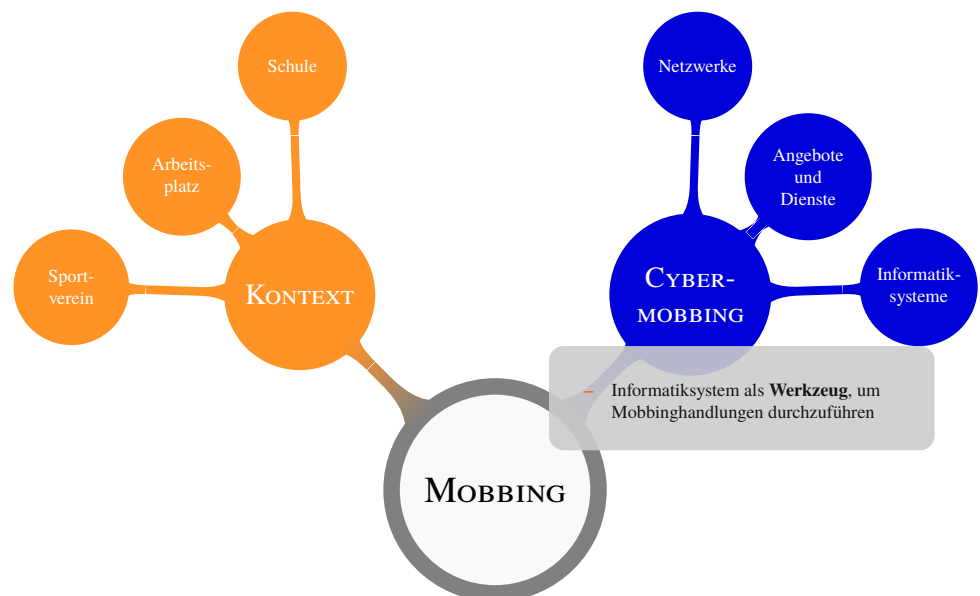 Schule
Netzwerke
Arbeits-
platz
Angebote
und
Dienste
Sport-
verein
KONTEXT
CYBER-
MOBBING
Informatik-
systeme
– Informatiksystem als Werkzeug, um
Mobbinghandlungen durchzuführen
MOBBING